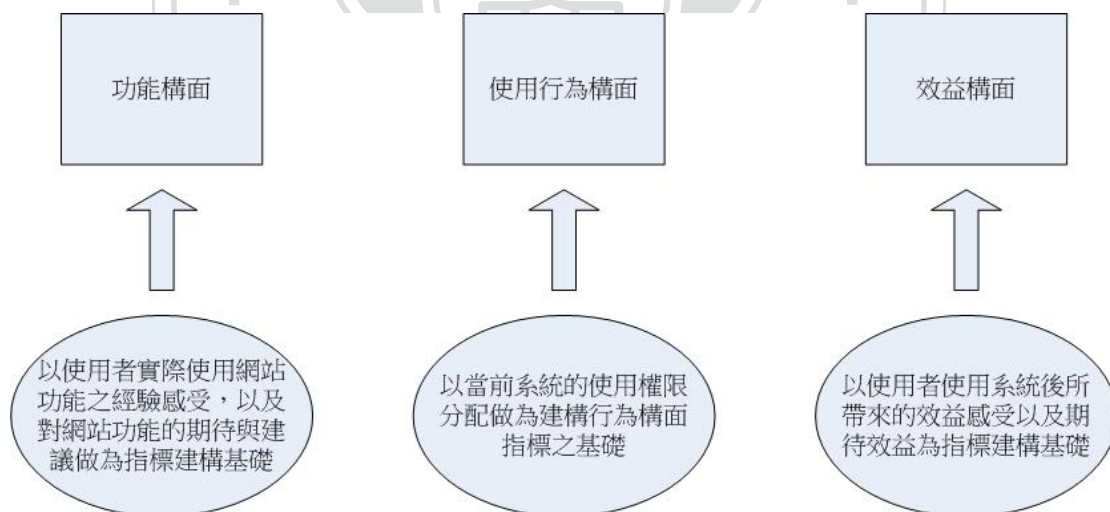 功能構面
使用行為構面
效益構面
以使用者實際使用網站
功能之經驗感受，以及
對網站功能的期待與建
議做為指標建構基礎
以當前系統的使用權限
分配做為建構行為構面
指標之基礎
以使用者使用系統後所
帶來的效益感受以及期
待效益為指標建構基礎